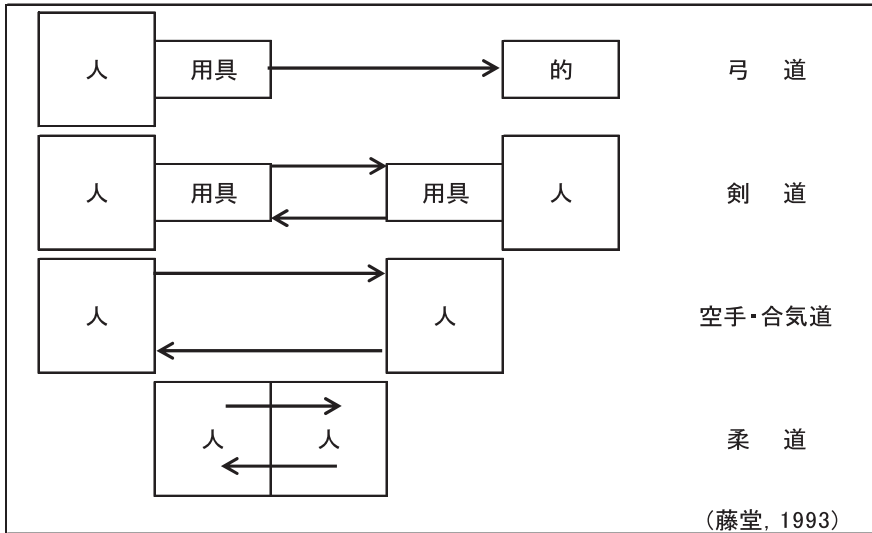 人 用具 的 弓 道
人 用具 用具 人 剣 道
人 人 空手・合気道
人 人 柔 道
(藤堂, 1993)